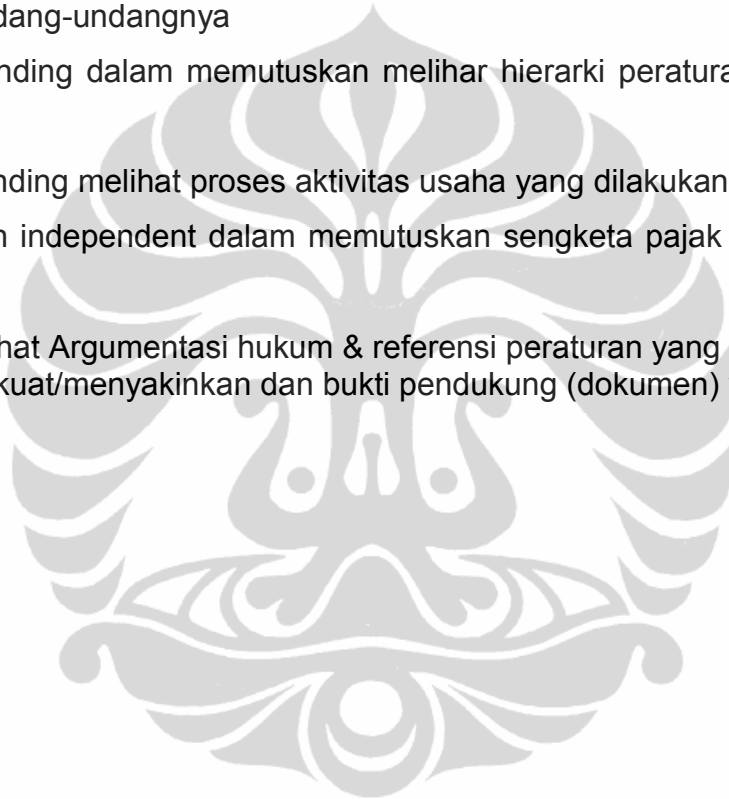 dang-undangnya
nding dalam memutuskan melihar hierarki peratura
nding melihat proses aktivitas usaha yang dilakukan
n independent dalam memutuskan sengketa pajak
hat Argumentasi hukum & referensi peraturan yang
kuat/menyakinkan dan bukti pendukung (dokumen)